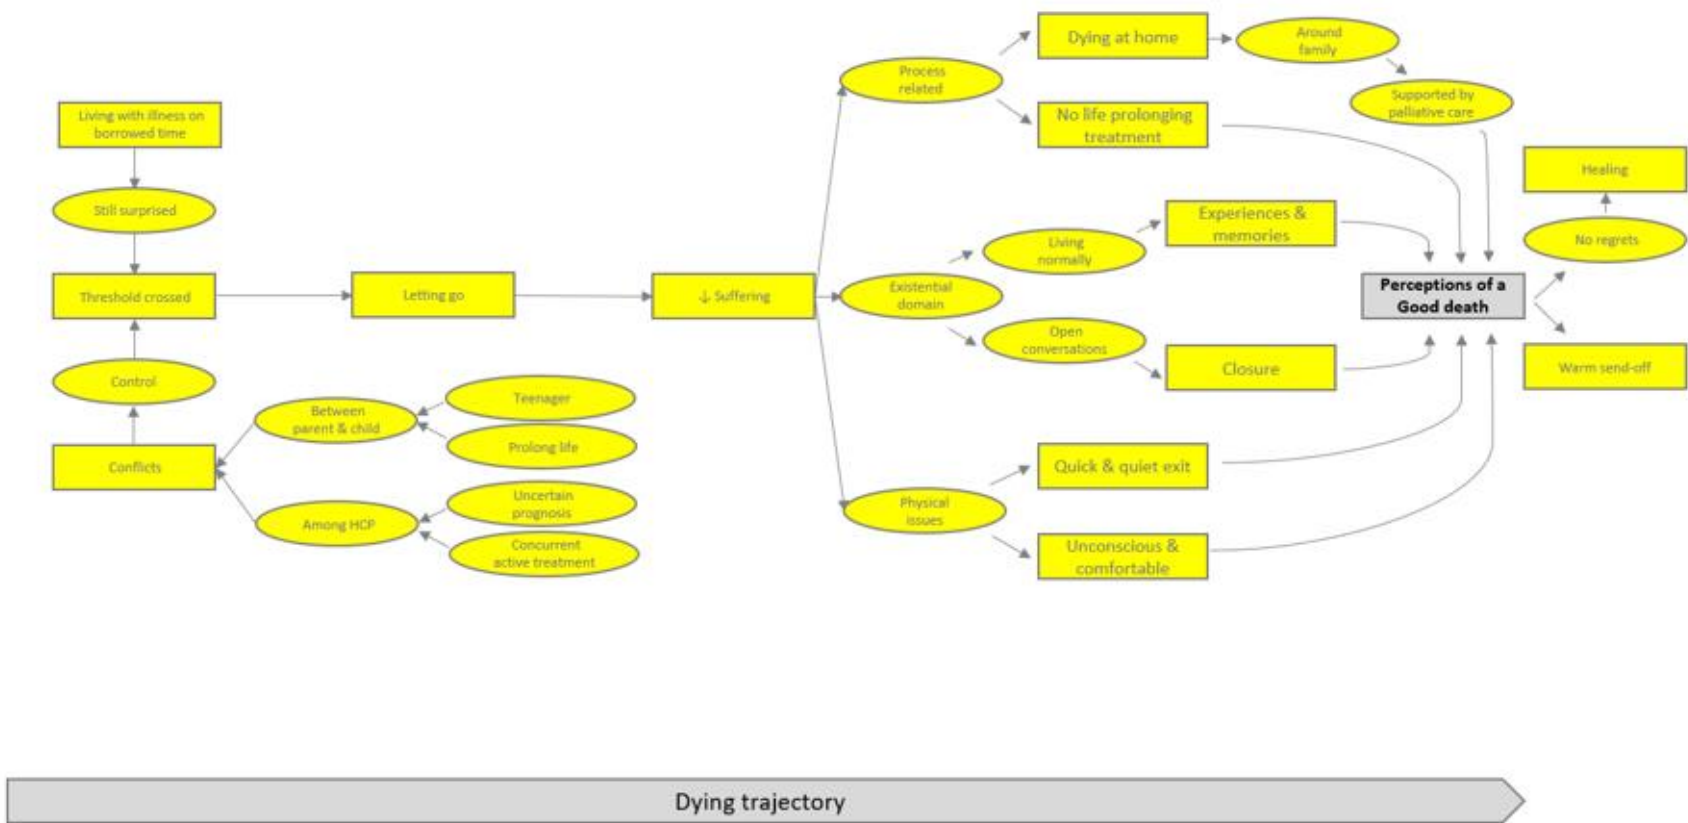 Living with illness on
borrowed time
Still surprised
Threshold crossed
Control
Conflicts
Between
parent & child
Among HCP
Teenager
Prolong life
Uncertain
prognosis
Concurrent
active treatment
Letting go
↓ Suffering
Process
related
Dying at home
Around
family
Supported by
palliative care
No life prolonging
treatment
Existential
domain
Living
normally
Experiences &
memories
Open
conversations
Closure
Physical
issues
Quick & quiet exit
Unconscious &
comfortable
Perceptions of a
Good death
Healing
No regrets
Warm send-off
Dying trajectory